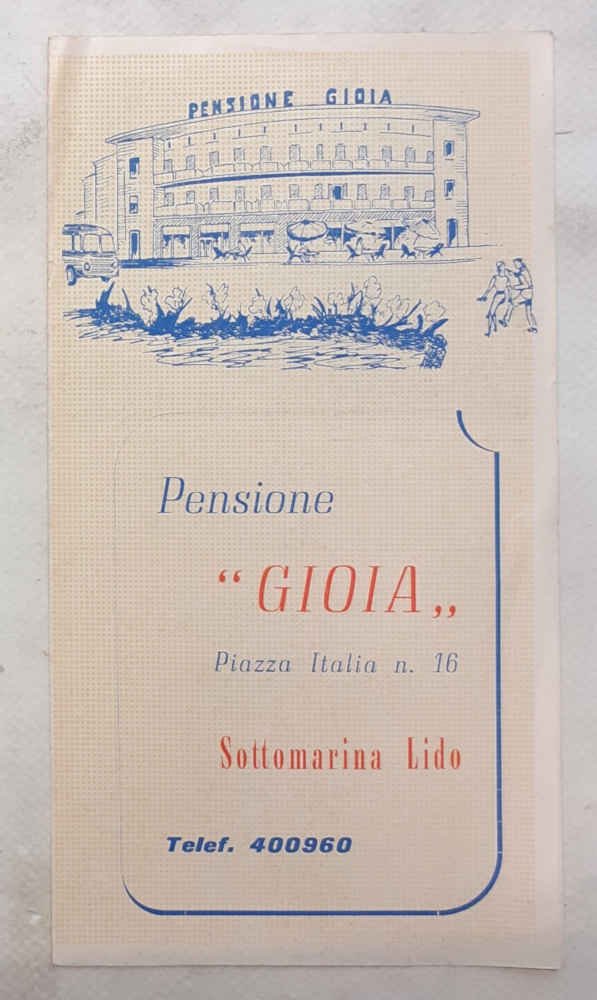 PENSIONE GIOIA
Pensione
“GIOIA„
Piazza Italia n. 16
Sottomarina Lido
Telef. 400960